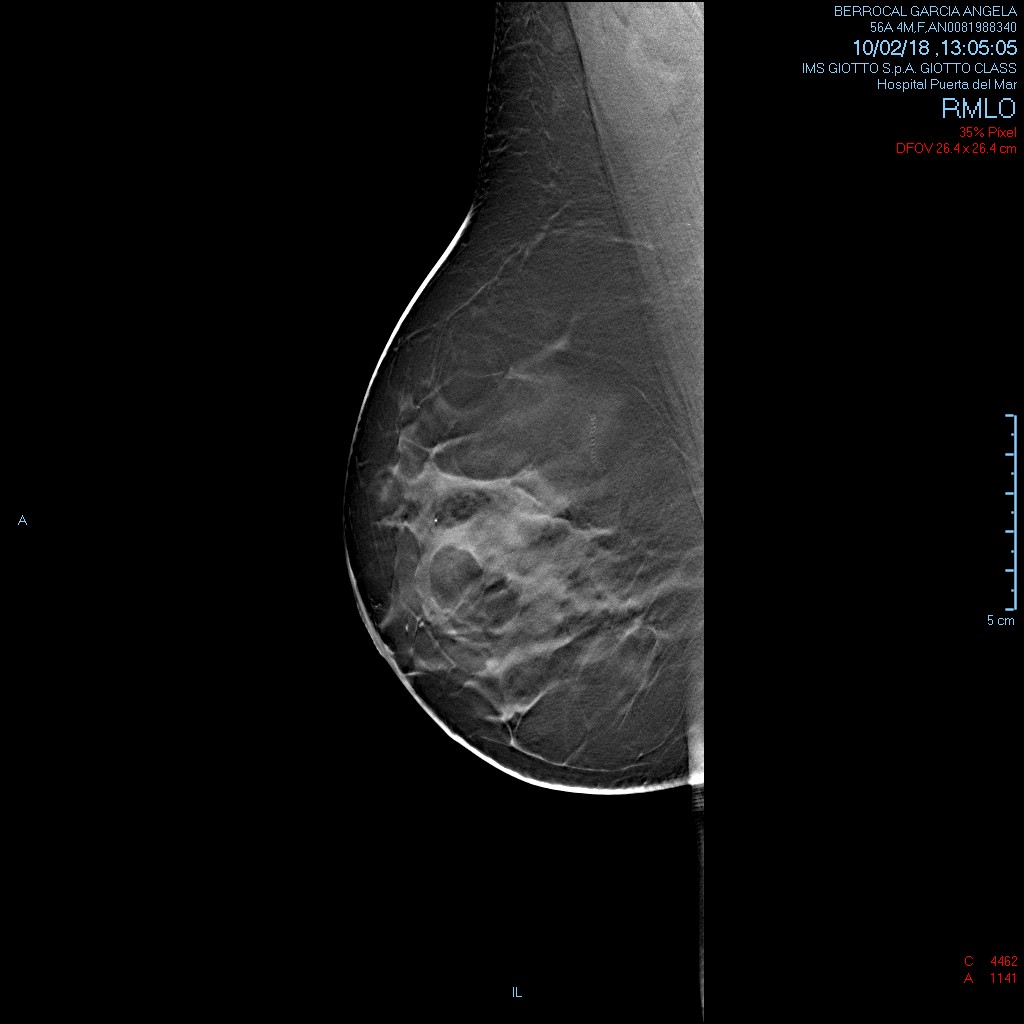 BERROCAL GARCIA ANGELA
56A 4M,F,AN0081988340
10/02/18 ,13:05:05
IMS GIOTTO S.p.A. GIOTTO CLASS
Hospital Puerta del Mar
RMLO
35% Pixel
DFOV 26.4 x 26.4 cm
A
5 cm
C 4462
A 1141
IL